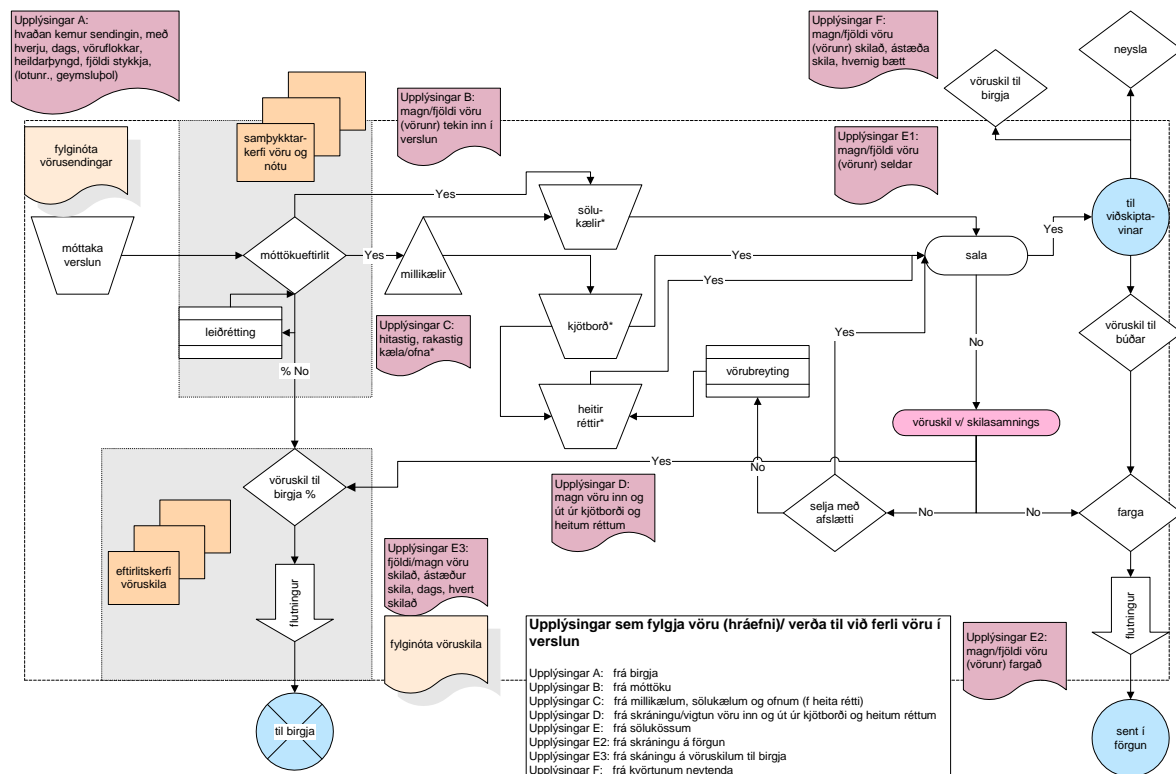 Upplýsingar A:
hvaðan kemur sendingin, með
hverju, dags, vöruflokkar,
heildarþyngd, fjöldi stykkja,
(lotunr., geymsluþol)
Upplýsingar F:
magn/fjöldi vöru
(vörunr) skilað, ástæða
skila, hvernig bætt
neysla
vöruskil til
birgja
Upplýsingar B:
magn/fjöldi vöru
(vörunr) tekin inn í
verslun
Upplýsingar E1:
magn/fjöldi vöru
(vörunr) seldar
fylginóta
vörusendingar
samþykktar-
kerfi vöru og
nótu
Yes
sölu-
kælir*
til
viðskipta-
vinar
móttaka
verslun
móttökueftirlit
Yes
millikælir
Yes
sala
Yes
Yes
kjötborð*
leiðrétting
Upplýsingar C:
hitastig, rakastig
kæla/ofna*
Yes
No
vöruskil til
búðar
% No
vörubreyting
heitir
réttir*
vöruskil v/ skilasamnings
Yes
No
vöruskil til
birgja %
Upplýsingar D:
magn vöru inn og
út úr kjötborði og
heitum réttum
selja með
afslætti
No
No
farga
eftirlitskerfi
vöruskila
flutningur
Upplýsingar E3:
fjöldi/magn vöru
skilað, ástæður
skila, dags, hvert
skilað
flutningur
fylginóta
vöruskila
Upplýsingar E2:
magn/fjöldi vöru
(vörunr) fargað
Upplýsingar sem fylgja vöru (hráefni)/ verða til við ferli vöru í
verslun
Upplýsingar A: frá birgja
Upplýsingar B: frá móttöku
Upplýsingar C: frá millikælum, sölukælum og ofnum (f heita rétti)
Upplýsingar D: frá skráningu/vigtun vöru inn og út úr kjötborði og heitum réttum
Upplýsingar E: frá sölukössum
Upplýsingar E2: frá skráningu á förgun
Upplýsingar E3: frá skáningu á vöruskilum til birgja
Upplýsingar F: frá kvörtunum neytenda
til birgja
sent í
förgun